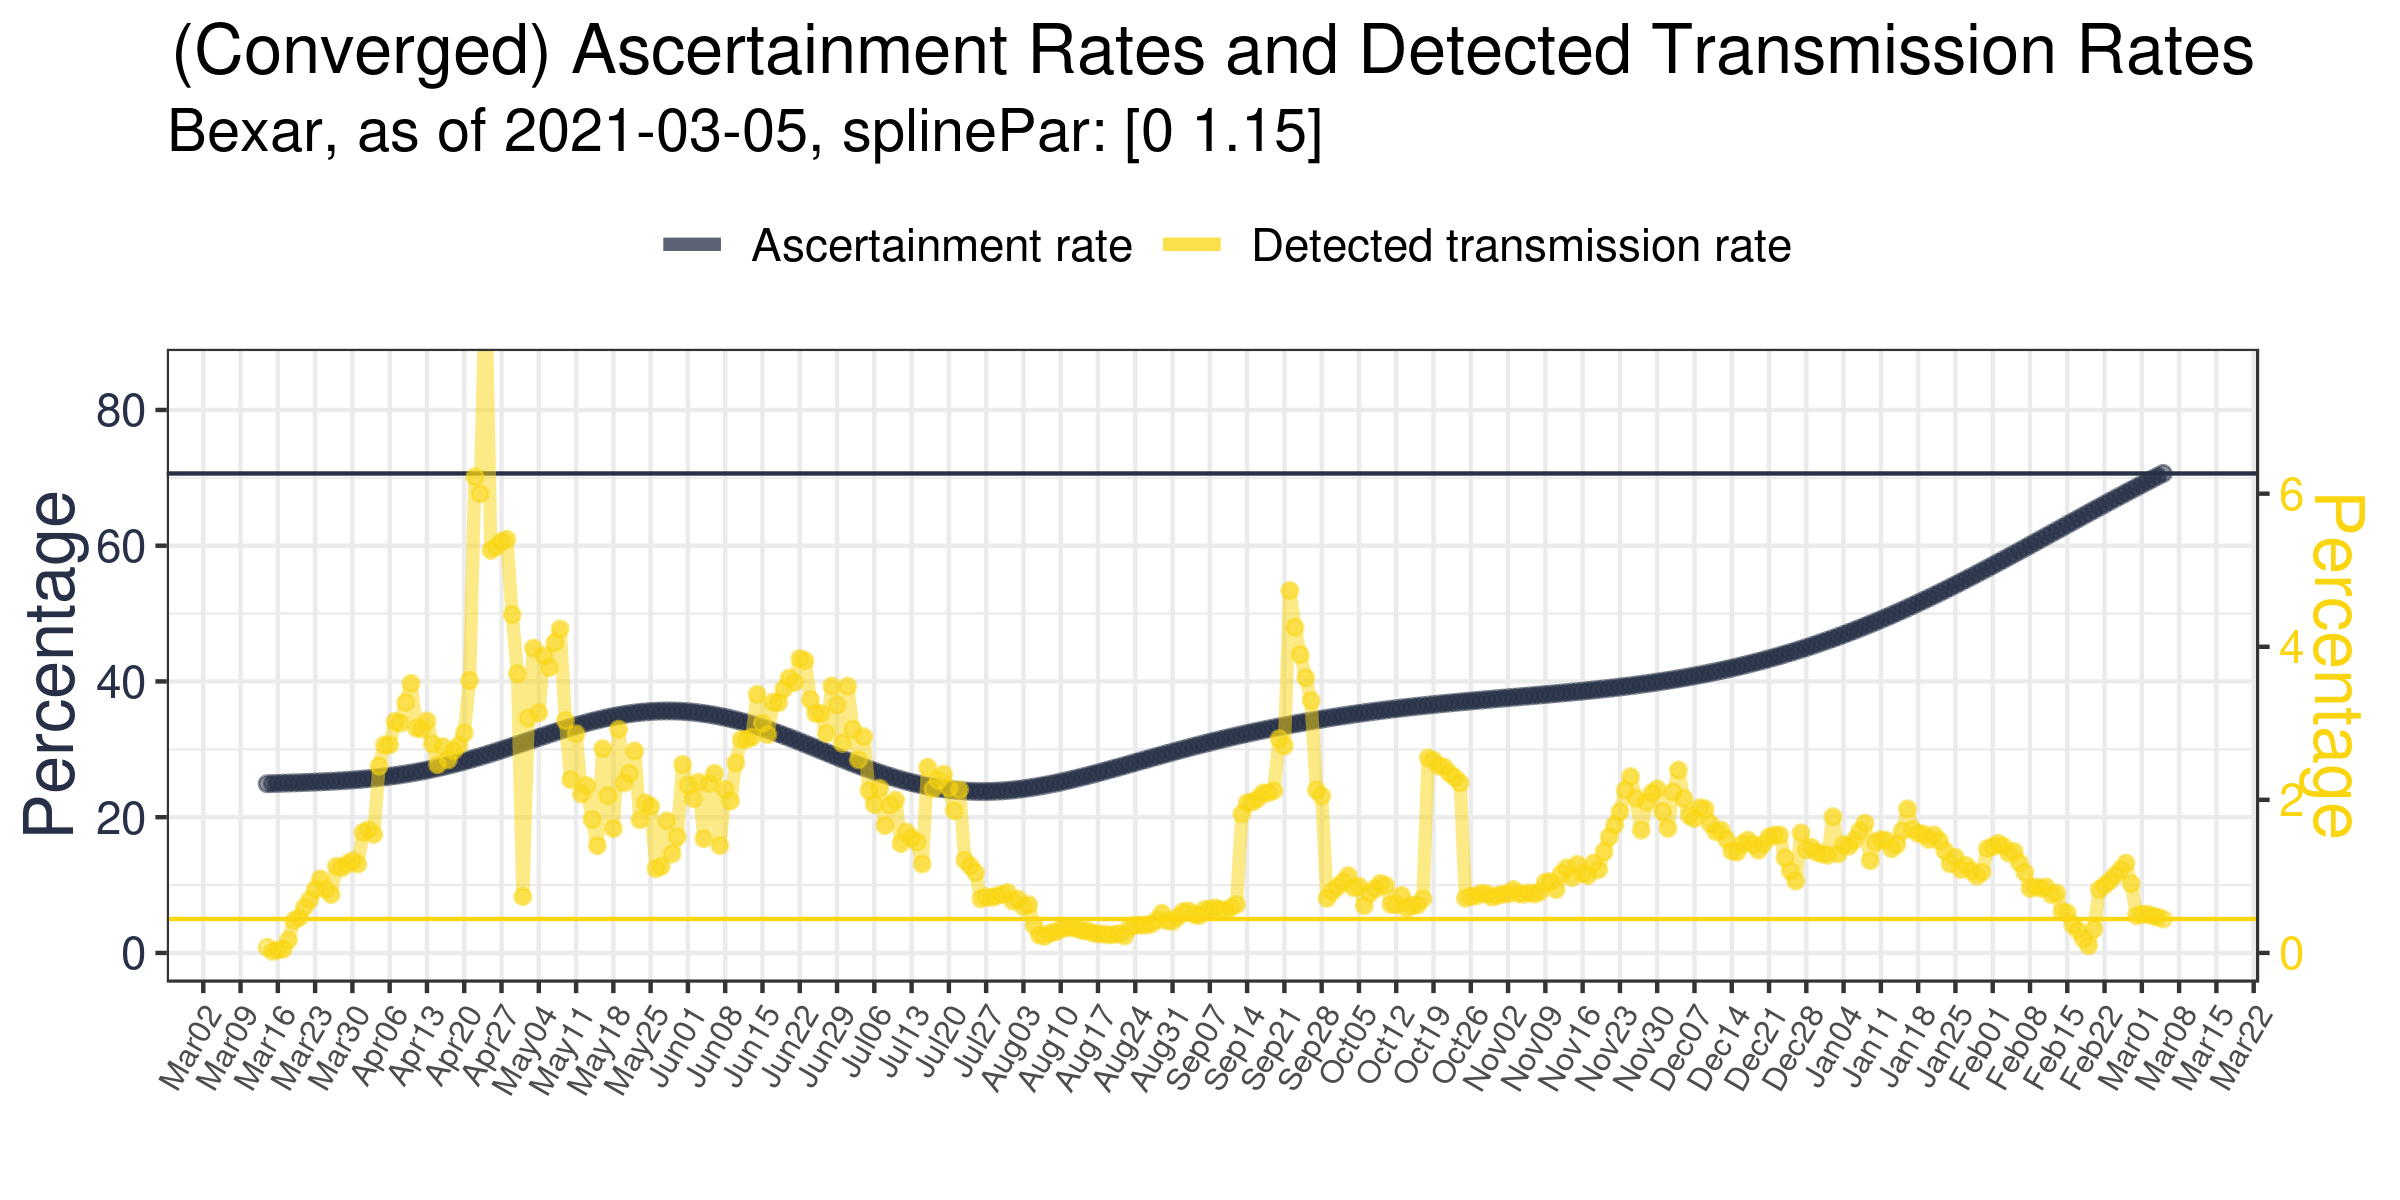 (Converged) Ascertainment Rates and Detected Transmission Rates
Bexar, as of 2021-03-05, splinePar: [0 1.15]
Ascertainment rate
Detected transmission rate
Percentage
80
60
40
20
0
6
4
2
0
Percentage
Mar02
Mar09
Mar16
Mar23
Mar30
Apr06
Apr13
Apr20
Apr27
May04
May11
May18
May25
Jun01
Jun08
Jun15
Jun22
Jun29
Jul06
Jul13
Jul20
Jul27
Aug03
Aug10
Aug17
Aug24
Aug31
Sep07
Sep14
Sep21
Sep28
Oct05
Oct12
Oct19
Oct26
Nov02
Nov09
Nov16
Nov23
Nov30
Dec07
Dec14
Dec21
Dec28
Jan04
Jan11
Jan18
Jan25
Feb01
Feb08
Feb15
Feb22
Mar01
Mar08
Mar15
Mar22